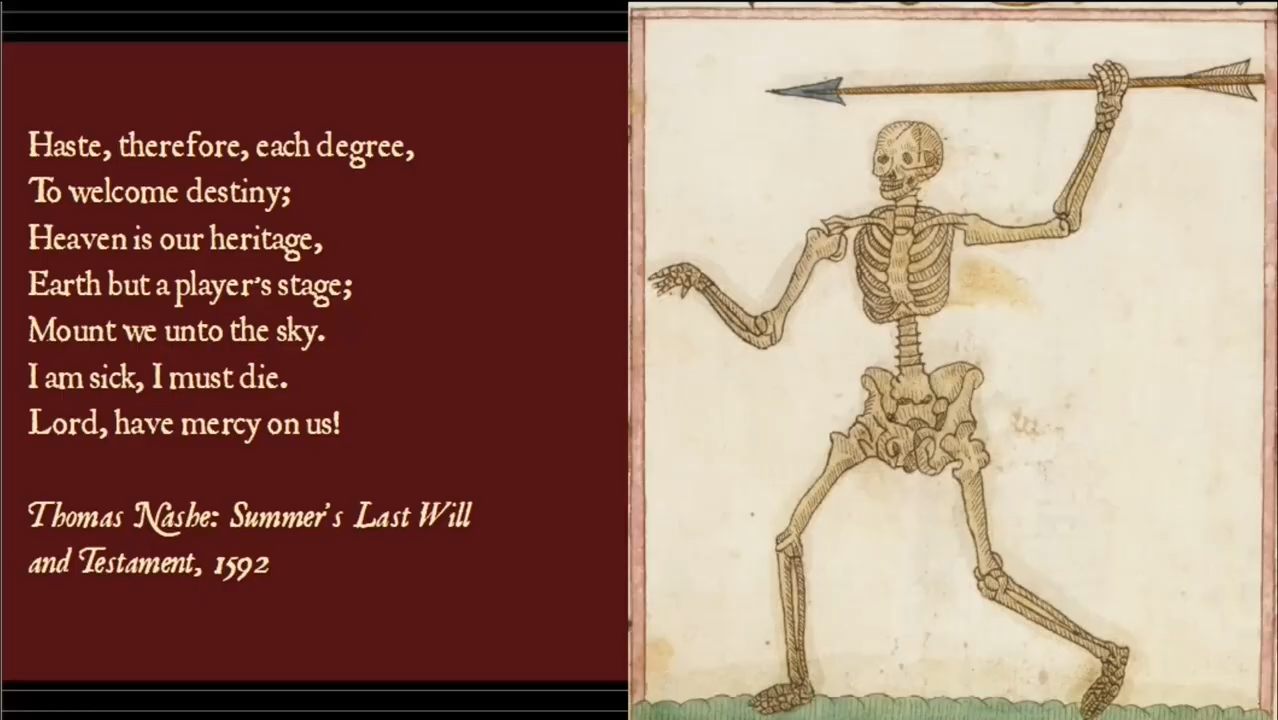 Haste, therefore, each degree,
To welcome destiny;
Heaven is our heritage,
Earth but a player's stage;
Mount we unto the sky.
I am sick, I must die.
Lord, have mercy on us!
Thomas Nashe: Summer's Last Will
and Testament, 1592